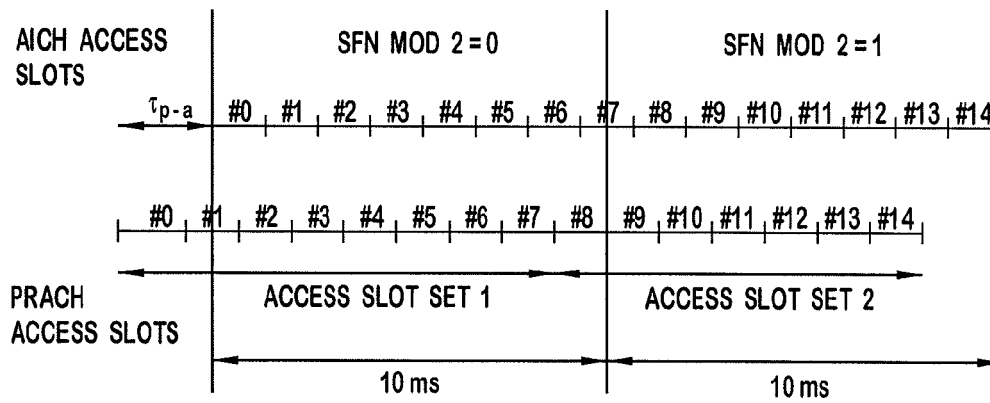 AICH ACCESS
SLOTS
SFN MOD 2=0
SFN MOD 2=1
τp-a
#0 #1 #2 #3 #4 #5 #6 #7 #8 #9 #10 #11 #12 #13 #14
#0 #1 #2 #3 #4 #5 #6 #7 #8 #9 #10 #11 #12 #13 #14
PRACH
ACCESS SLOTS
ACCESS SLOT SET 1
ACCESS SLOT SET 2
10 ms
10 ms